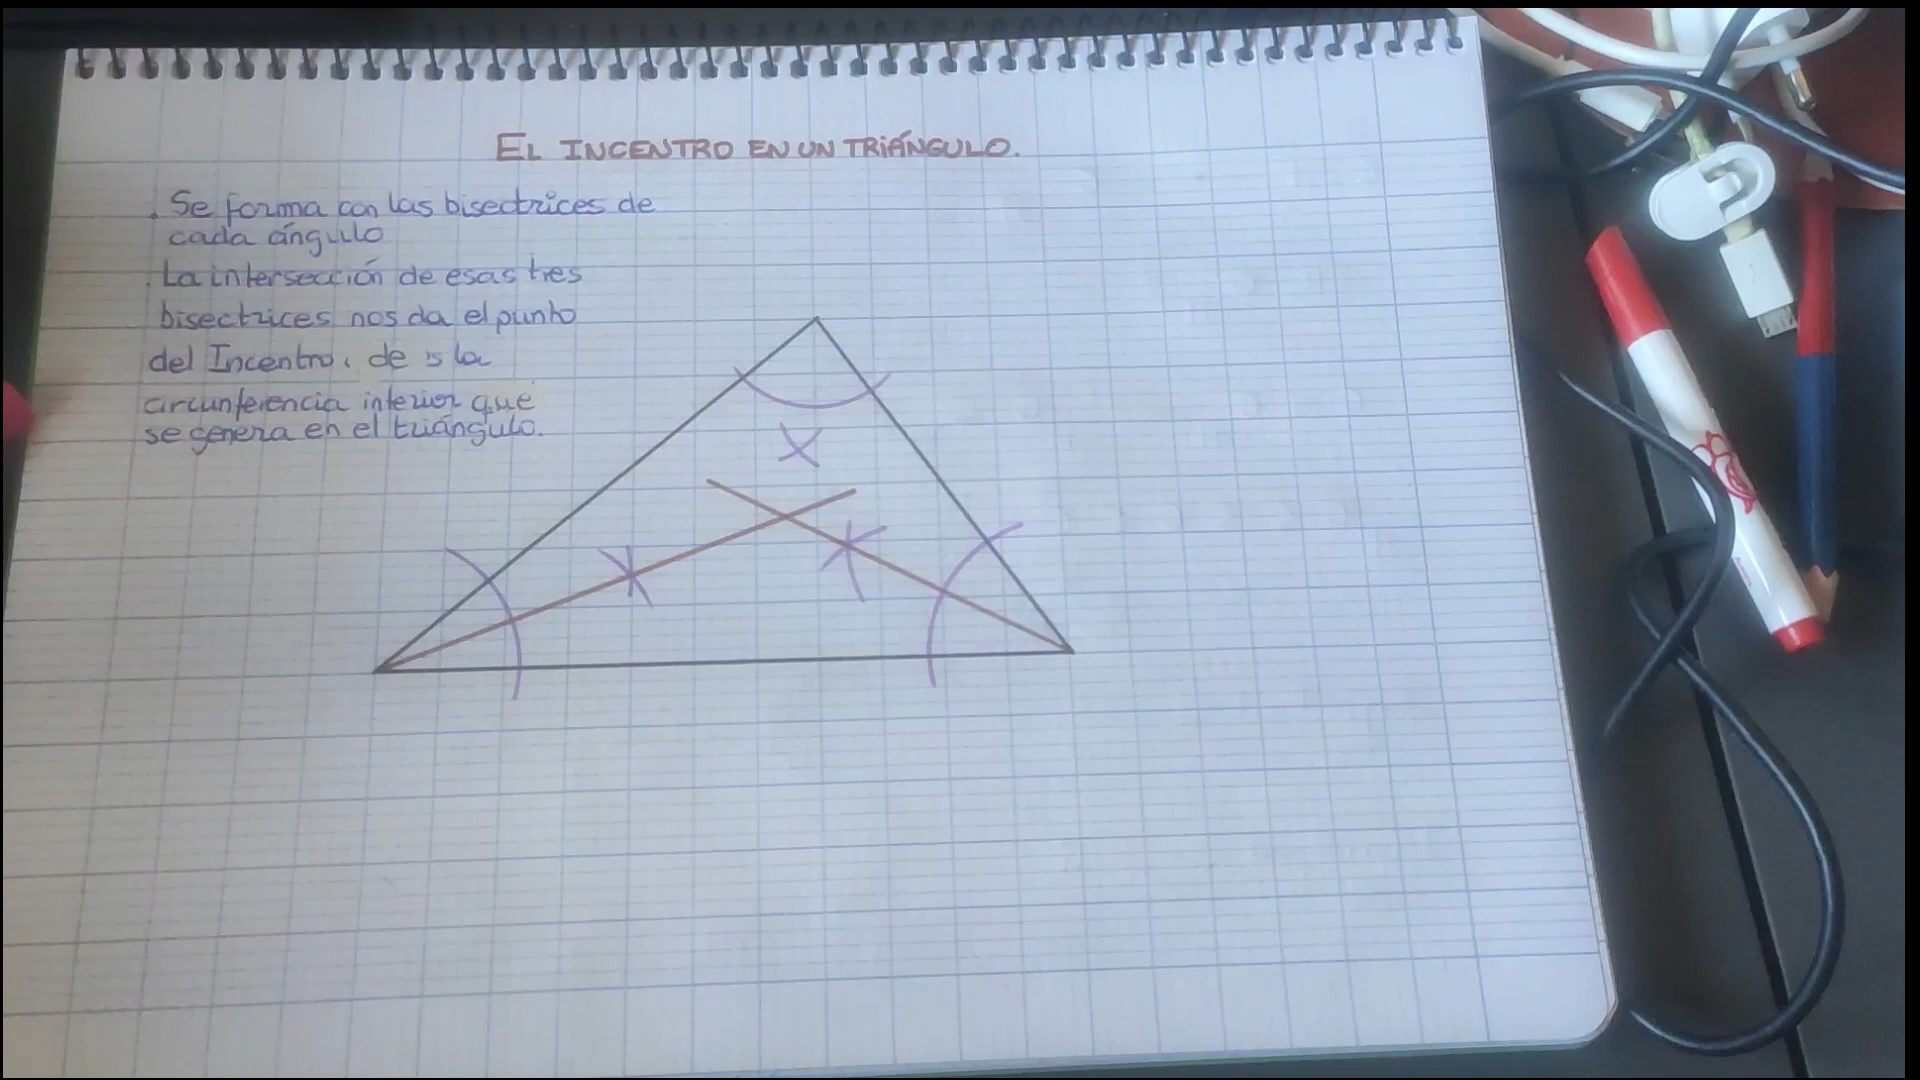 EL INCENTRO EN UN TRIÁNGULO.
. Se forma con las bisectrices de
cada ángulo
. La intersección de esas tres
bisectrices nos da el punto
del Incentro, de la
circunferencia interior que
se genera en el triángulo.